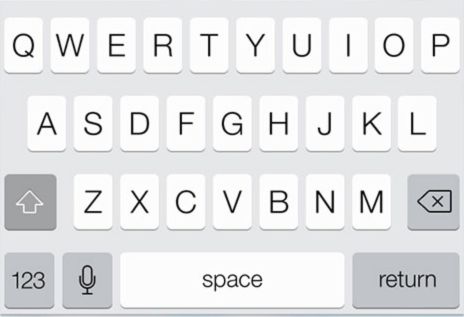 Q W E R T Y U I O P
A S D F G H J K L
Z X C V B N M
123 space return